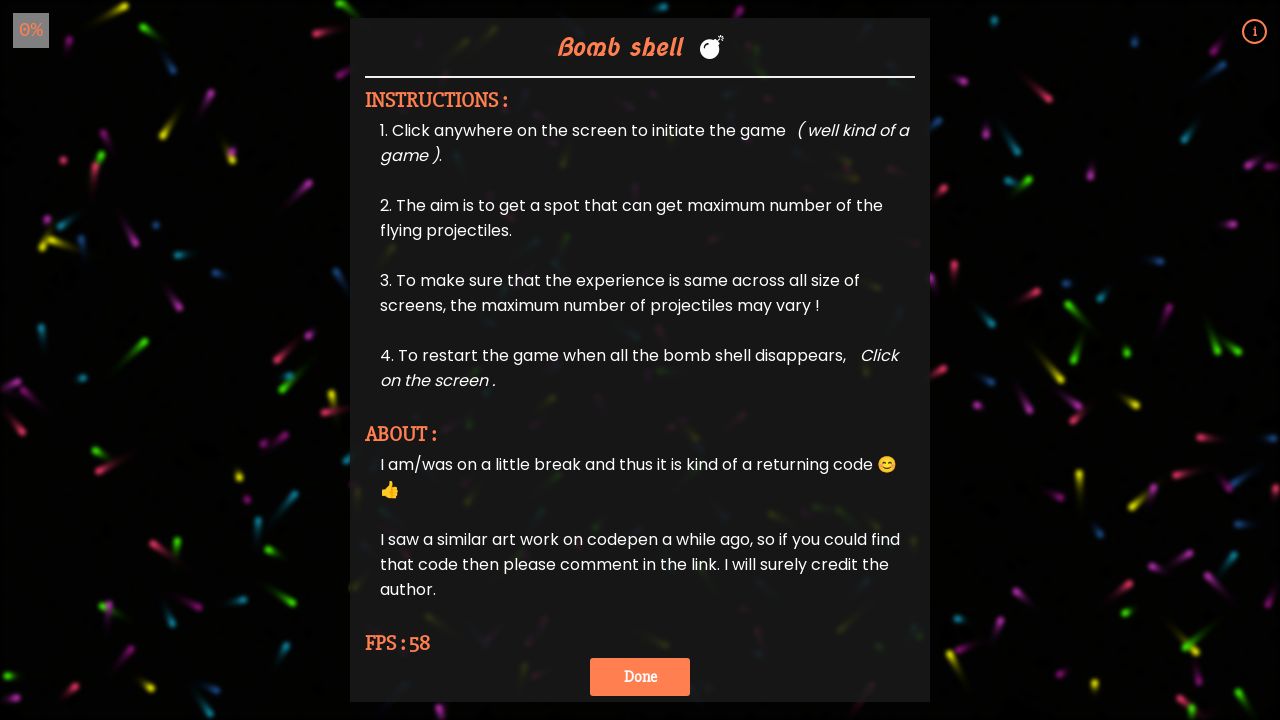 0%
Bomb shell 💣
i
INSTRUCTIONS :
1. Click anywhere on the screen to initiate the game ( well kind of a
game ).
2. The aim is to get a spot that can get maximum number of the
flying projectiles.
3. To make sure that the experience is same across all size of
screens, the maximum number of projectiles may vary !
4. To restart the game when all the bomb shell disappears, Click
on the screen .
ABOUT :
I am/was on a little break and thus it is kind of a returning code 😊
👍
I saw a similar art work on codepen a while ago, so if you could find
that code then please comment in the link. I will surely credit the
author.
FPS : 58
Done